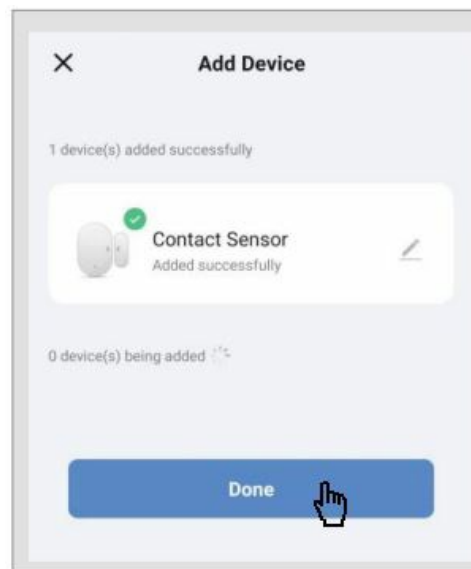 Add Device
1 device(s) added successfully
Contact Sensor
Added successfully
0 device(s) being added
Done